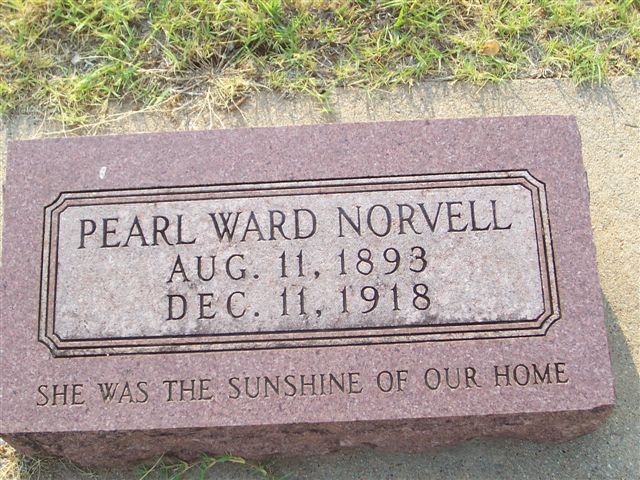 PEARL WARD NORVELL
AUG. 11, 1893
DEC. 11, 1918
SHE WAS THE SUNSHINE OF OUR HOME